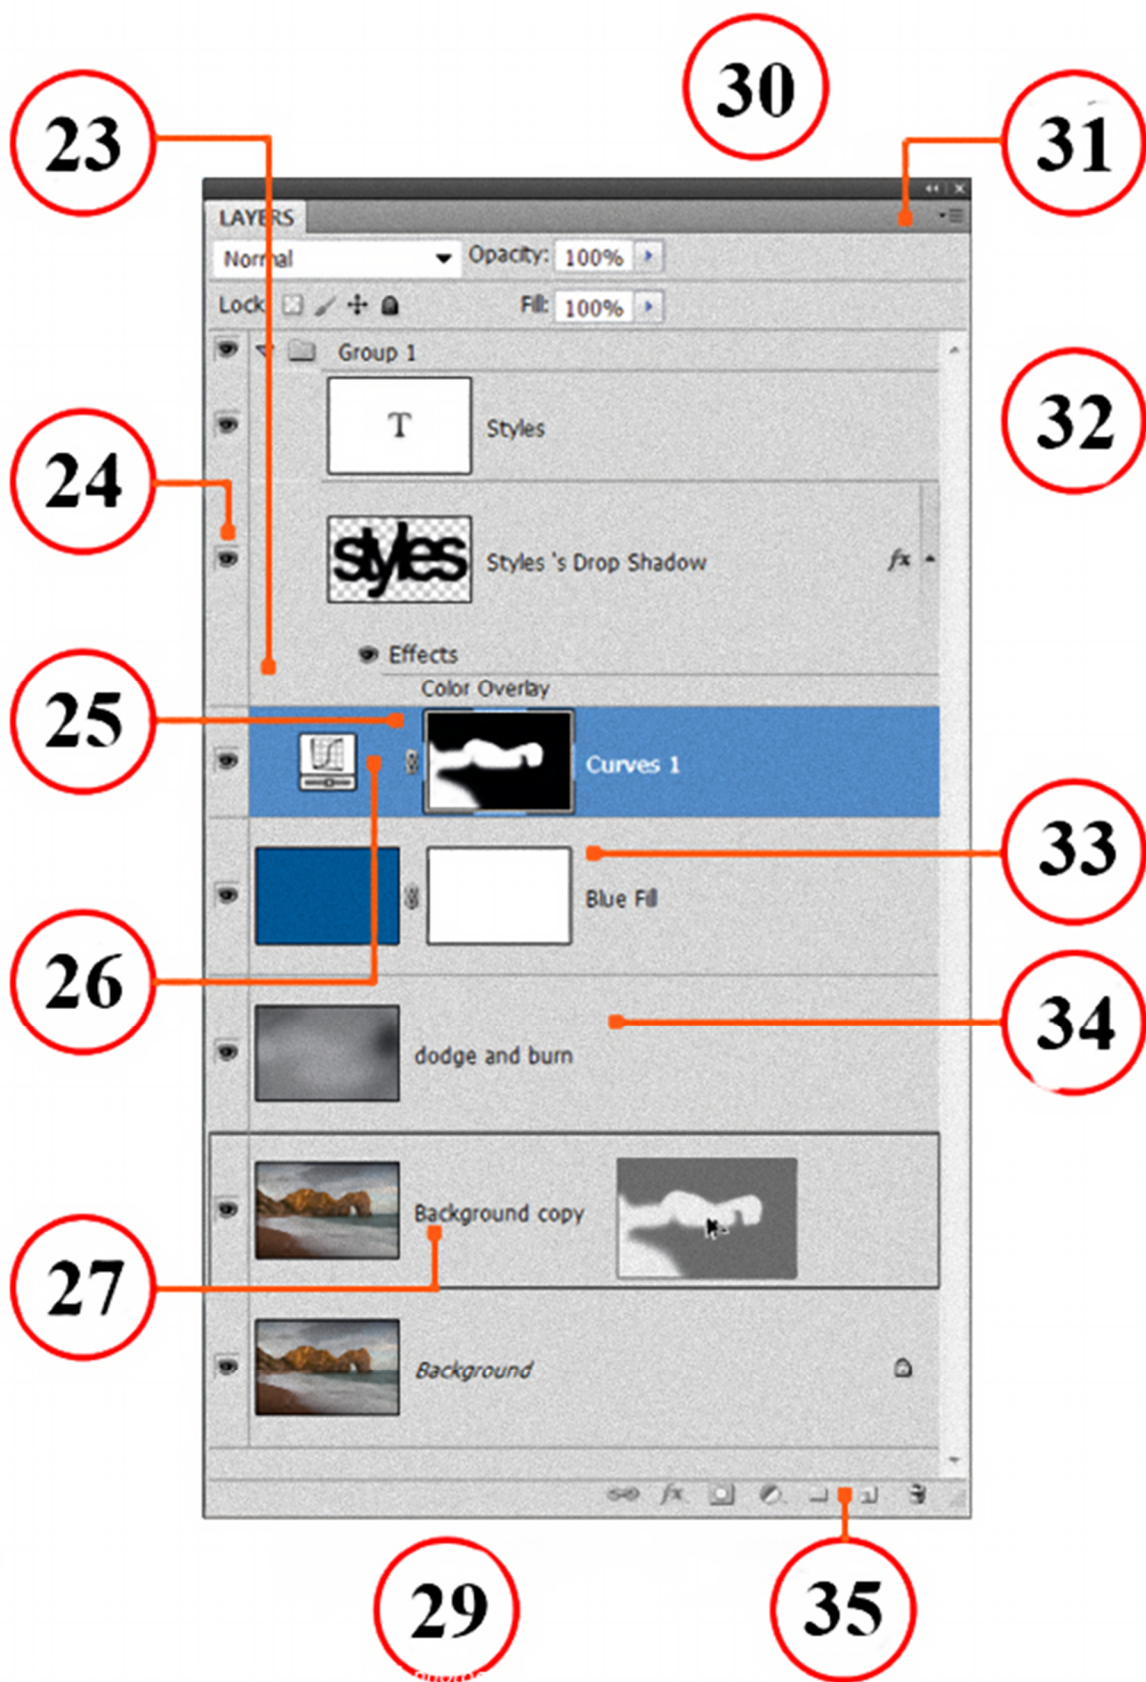 30
23
31
LAYERS
Normal
Opacity: 100%
Lock
Fill: 100%
Group 1
T
Styles
32
24
styles
Styles 's Drop Shadow
fx
Effects
Color Overlay
25
Curves 1
33
Blue Fill
26
34
dodge and burn
Background copy
27
Background
fx
29
35